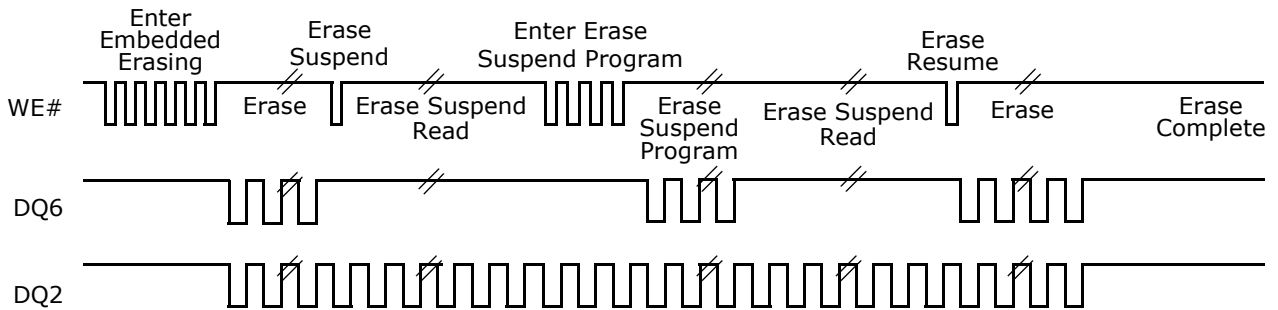 Enter
Embedded
Erasing
Erase
Suspend
Enter Erase
Suspend Program
Erase
Resume
WE#
Erase
Erase Suspend
Read
Erase
Suspend
Program
Erase Suspend
Read
Erase
Erase
Complete
DQ6
DQ2